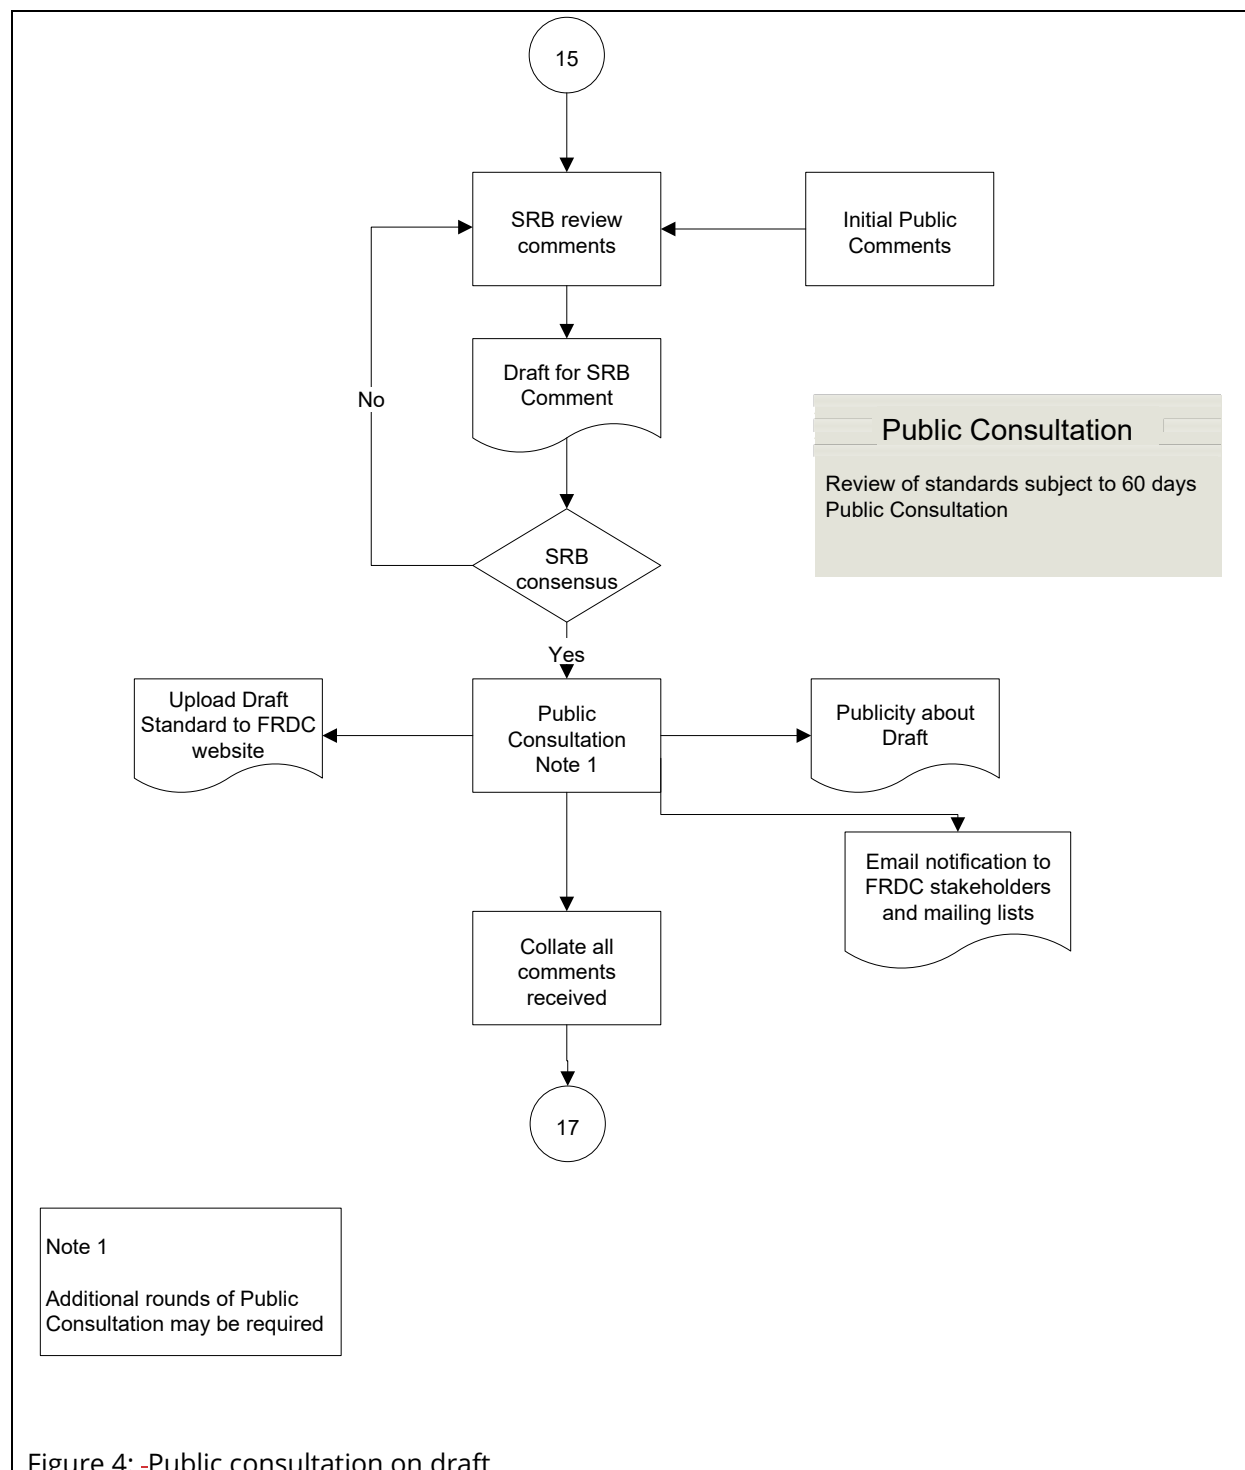 15
SRB review
comments
Initial Public
Comments
Draft for SRB
Comment
No
Public Consultation
Review of standards subject to 60 days
Public Consultation
SRB
consensus
Yes
Upload Draft
Standard to FRDC
website
Public
Consultation
Note 1
Publicity about
Draft
Email notification to
FRDC stakeholders
and mailing lists
Collate all
comments
received
17
Note 1
Additional rounds of Public
Consultation may be required
Figure 4: -Public consultation on draft